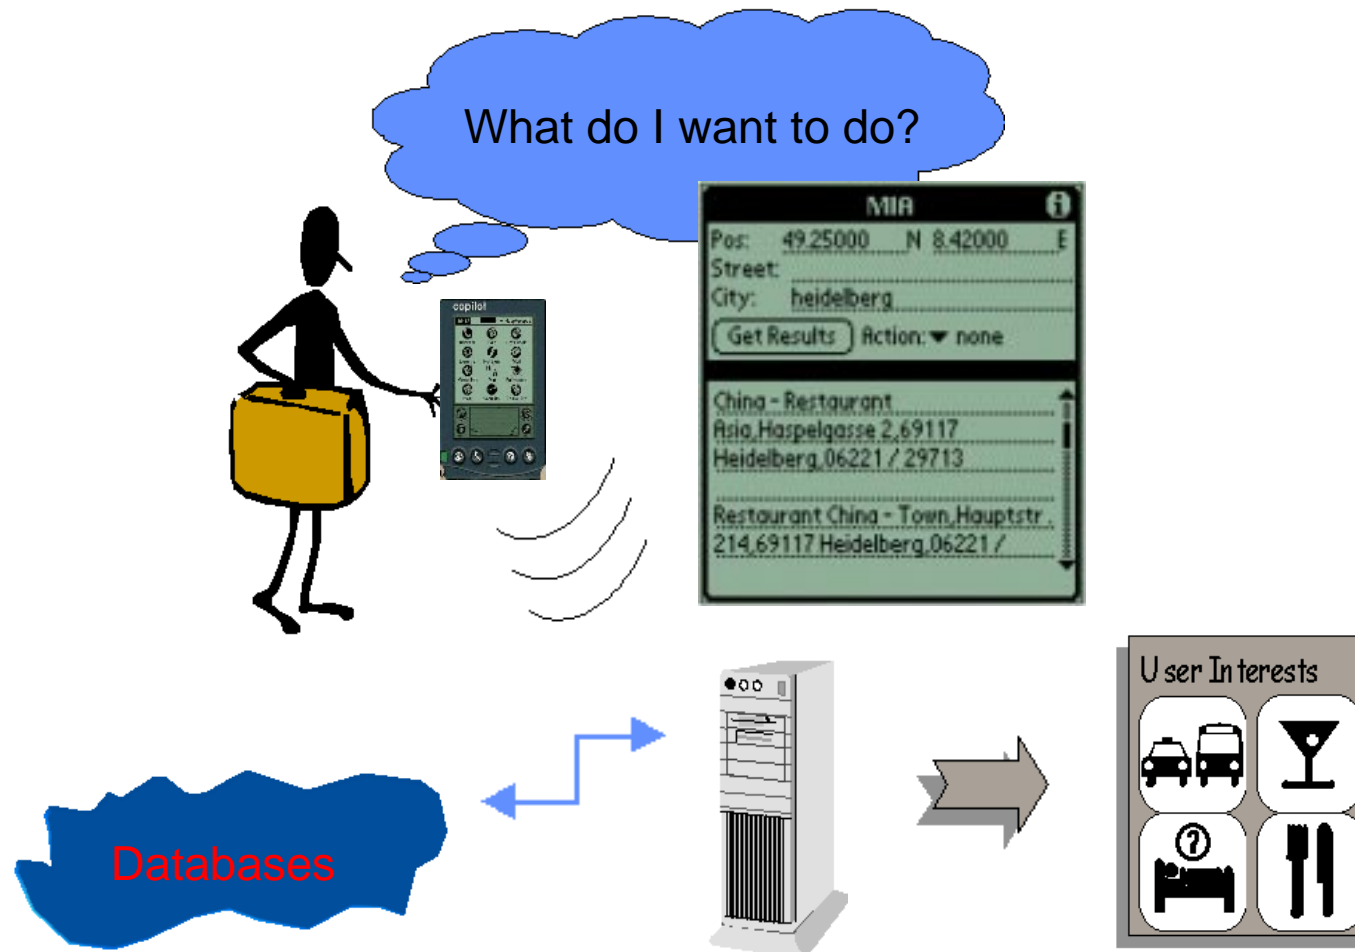 What do I want to do?
MIA
Pos: 49.25000 N 8.42000 E
Street:
City: heidelberg
Get Results Action: none
China - Restaurant
Asia,Haspelgasse 2,69117
Heidelberg,06221 / 29713
Restaurant China - Town,Hauptstr.
214,69117 Heidelberg,06221 /
copilot
User Interests
Databases